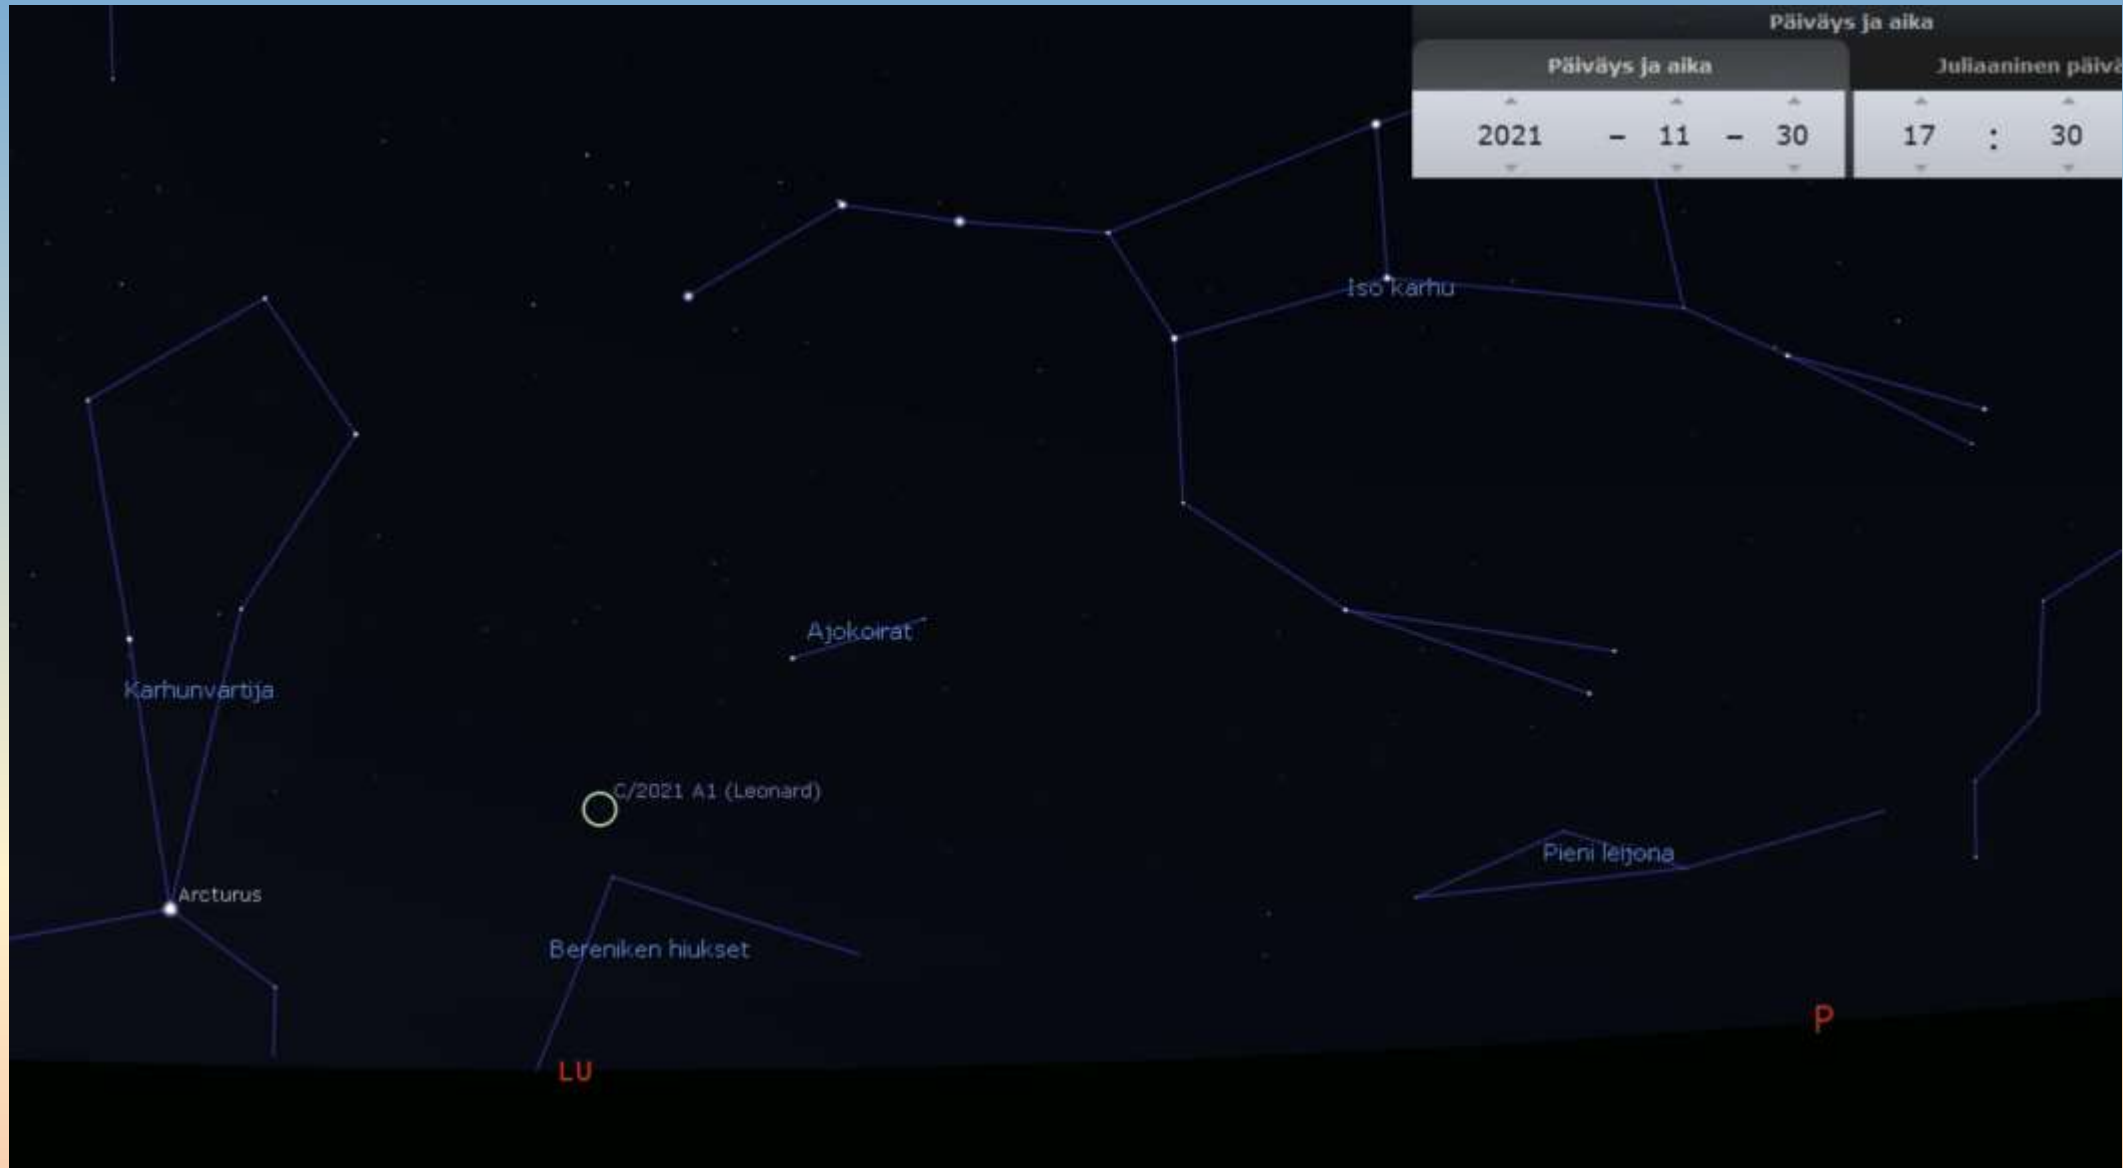 Päiväys ja aika
Päiväys ja aika
Juliaaninen päivä
2021 - 11 - 30 17 : 30
Iso karhu
Ajokoirat
Karhunvartija
C/2021 A1 (Leonard)
Pieni leijona
Arcturus
Bereniken hiukset
P
LU